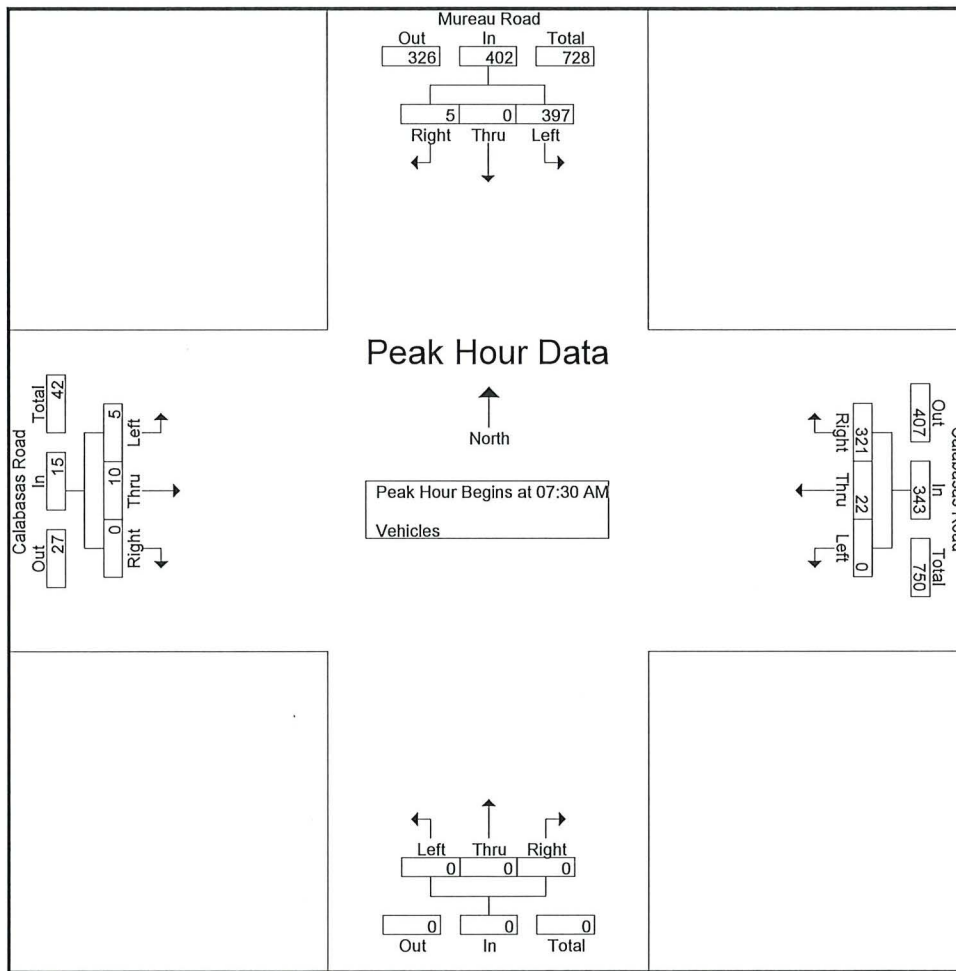 Mureau Road
Out In Total
326 402 728
5 0 397
Right Thru Left
Peak Hour Data
North
Peak Hour Begins at 07:30 AM
Vehicles
Calabasas Road
Total In Out
42 15 27
5 10 0
Left Thru Right
Right Thru Left
321 22 0
407 343 750
Out In Total
Road
Left Thru Right
0 0 0
0 0 0
Out In Total